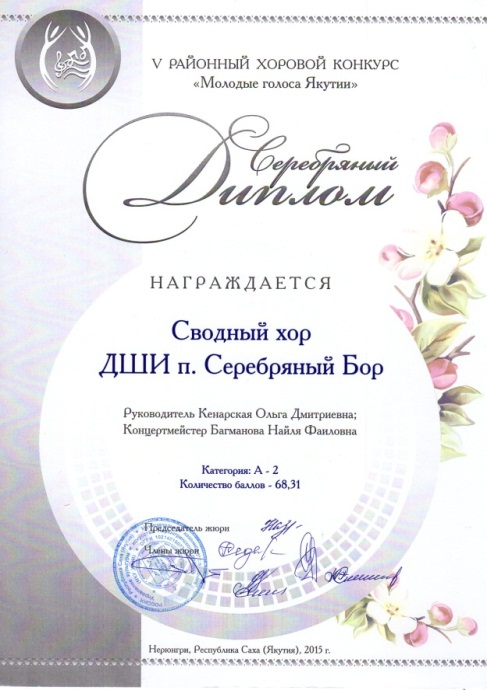 V РАЙОННЫЙ ХОРОВОЙ КОНКУРС
«Молодые голоса Якутии»
Серебряный
Диплом
НАГРАЖДАЕТСЯ
Сводный хор
ДШИ п. Серебряный Бор
Руководитель Кенарская Ольга Дмитриевна;
Концертмейстер Багманова Найля Фаиловна
Категория: А - 2
Количество баллов - 68,31
Председатель жюри
Члены жюри
Нерюнгри, Республика Саха (Якутия), 2015 г.